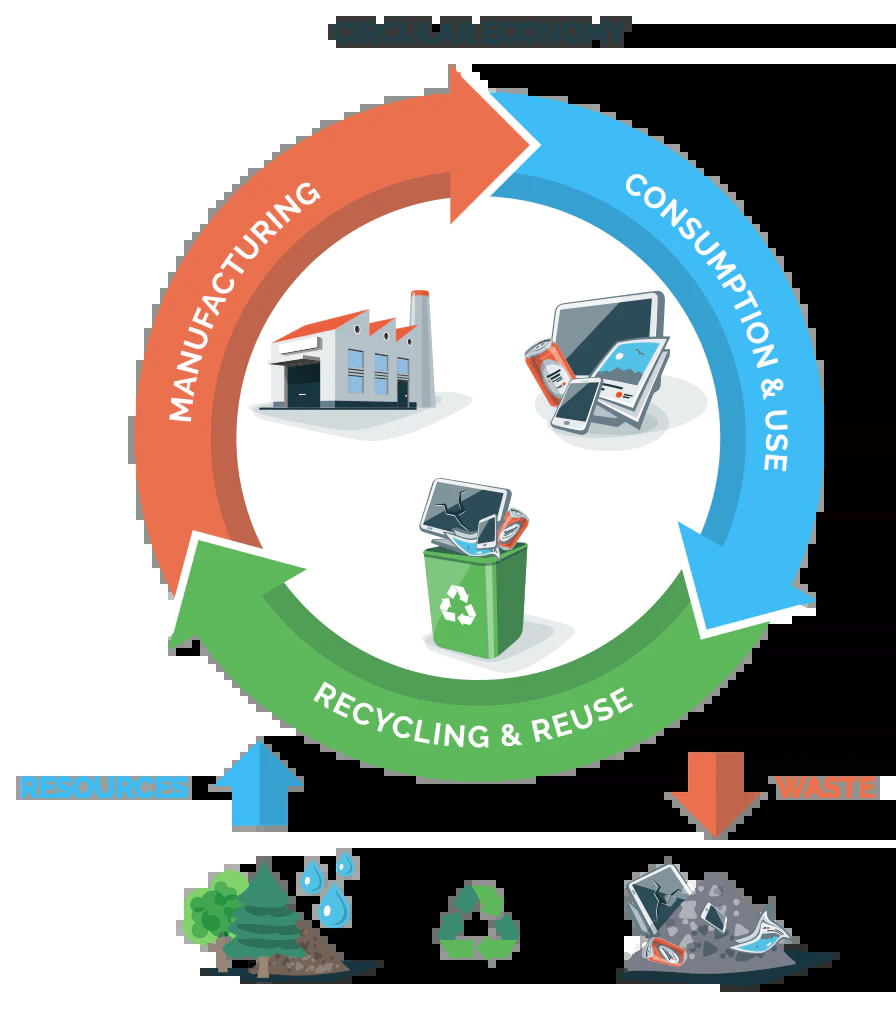 CIRCULAR ECONOMY
MANUFACTURING
CONSUMPTION & USE
RECYCLING & REUSE
RESOURCES
WASTE